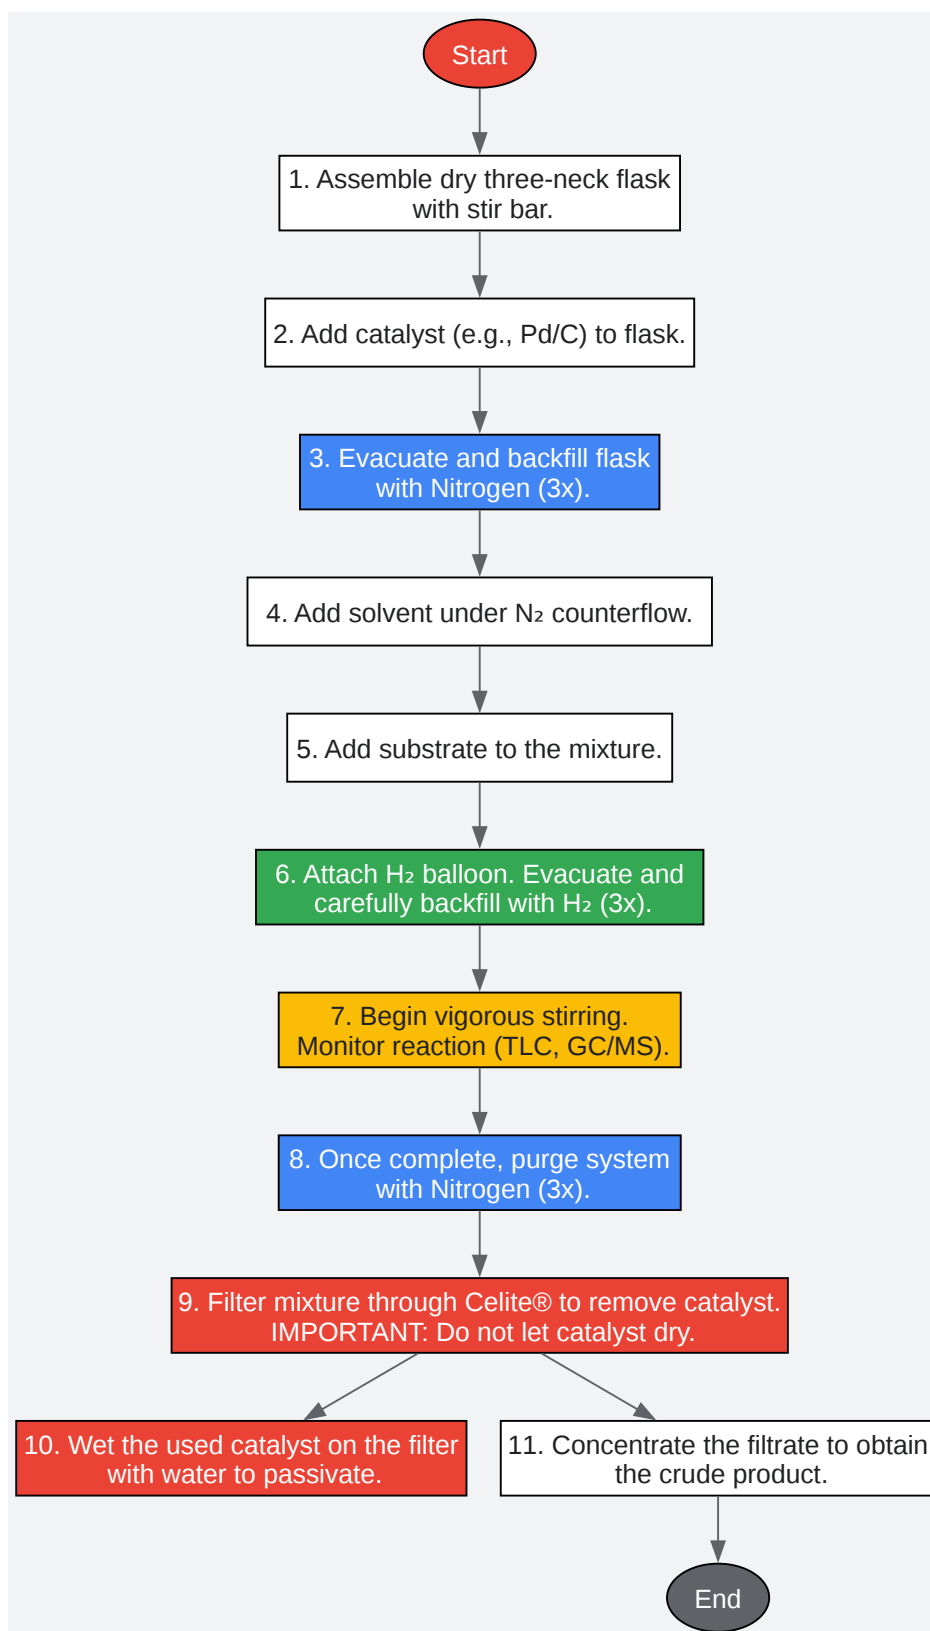 Start
1. Assemble dry three-neck flask
with stir bar.
2. Add catalyst (e.g., Pd/C) to flask.
3. Evacuate and backfill flask
with Nitrogen (3x).
4. Add solvent under N₂ counterflow.
5. Add substrate to the mixture.
6. Attach H₂ balloon. Evacuate and
carefully backfill with H₂ (3x).
7. Begin vigorous stirring.
Monitor reaction (TLC, GC/MS).
8. Once complete, purge system
with Nitrogen (3x).
9. Filter mixture through Celite® to remove catalyst.
IMPORTANT: Do not let catalyst dry.
10. Wet the used catalyst on the filter
with water to passivate.
11. Concentrate the filtrate to obtain
the crude product.
End